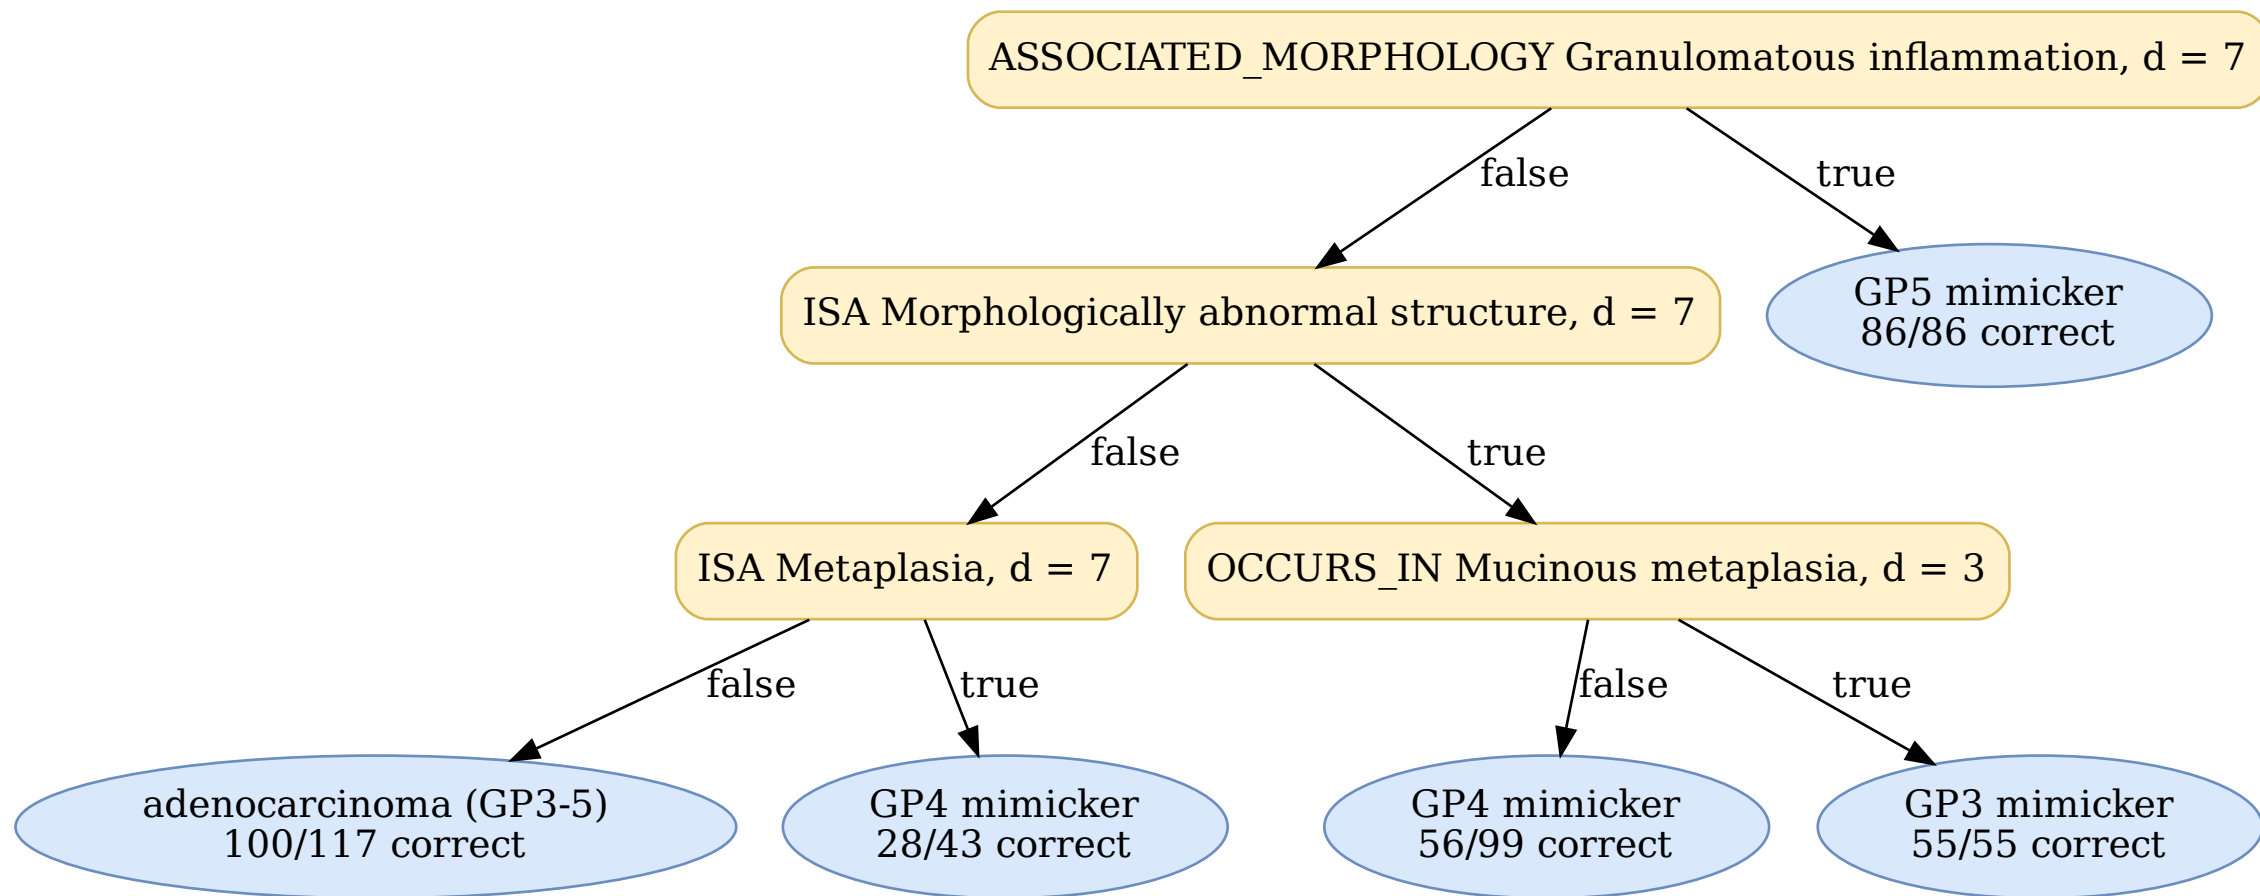 ASSOCIATED_MORPHOLOGY Granulomatous inflammation, d = 7
false
true
ISA Morphologically abnormal structure, d = 7
GP5 mimicker
86/86 correct
false
true
ISA Metaplasia, d = 7
OCCURS_IN Mucinous metaplasia, d = 3
false
true
false
true
adenocarcinoma (GP3-5)
100/117 correct
GP4 mimicker
28/43 correct
GP4 mimicker
56/99 correct
GP3 mimicker
55/55 correct